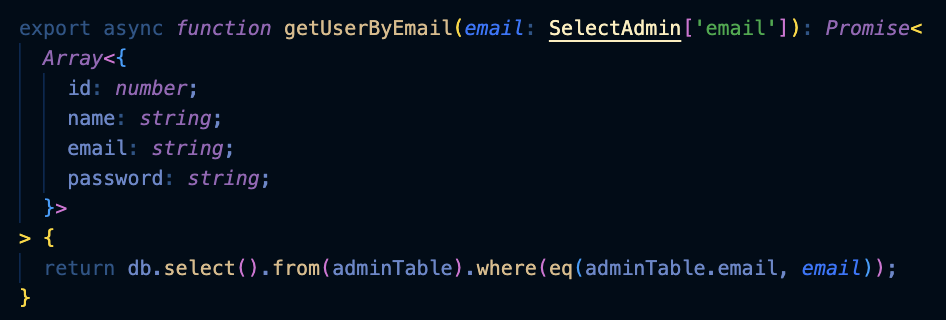 export async function getUserByEmail(email: SelectAdmin['email']): Promise<
  Array<{
    id: number;
    name: string;
    email: string;
    password: string;
  }>
> {
  return db.select().from(adminTable).where(eq(adminTable.email, email));
}